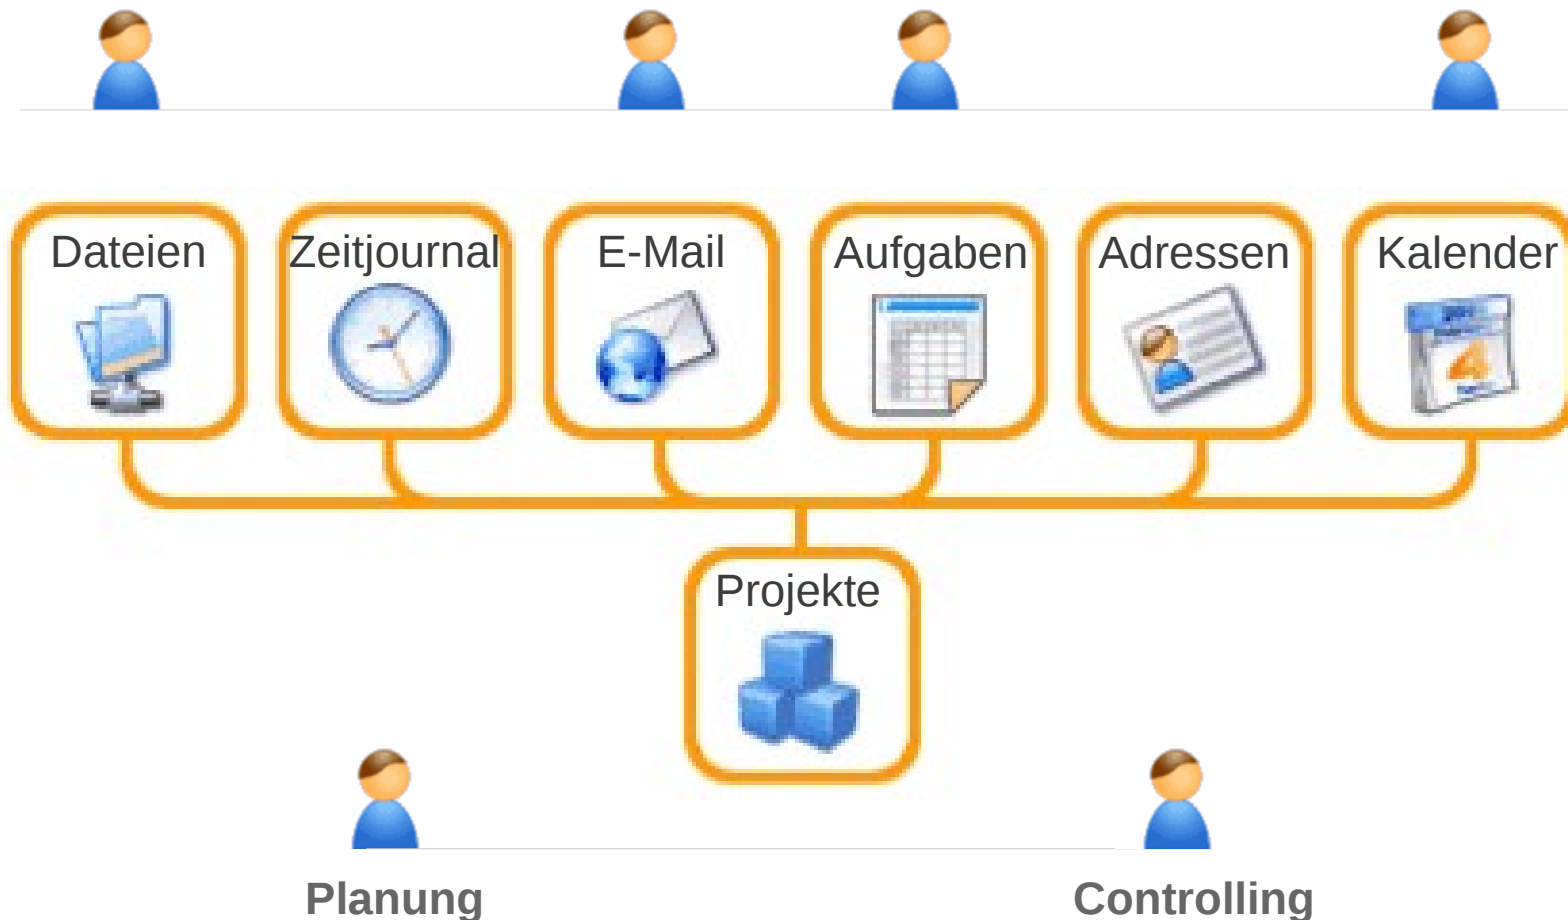 Dateien
Zeitjournal
E-Mail
Aufgaben
Adressen
Kalender
Projekte
Planung
Controlling